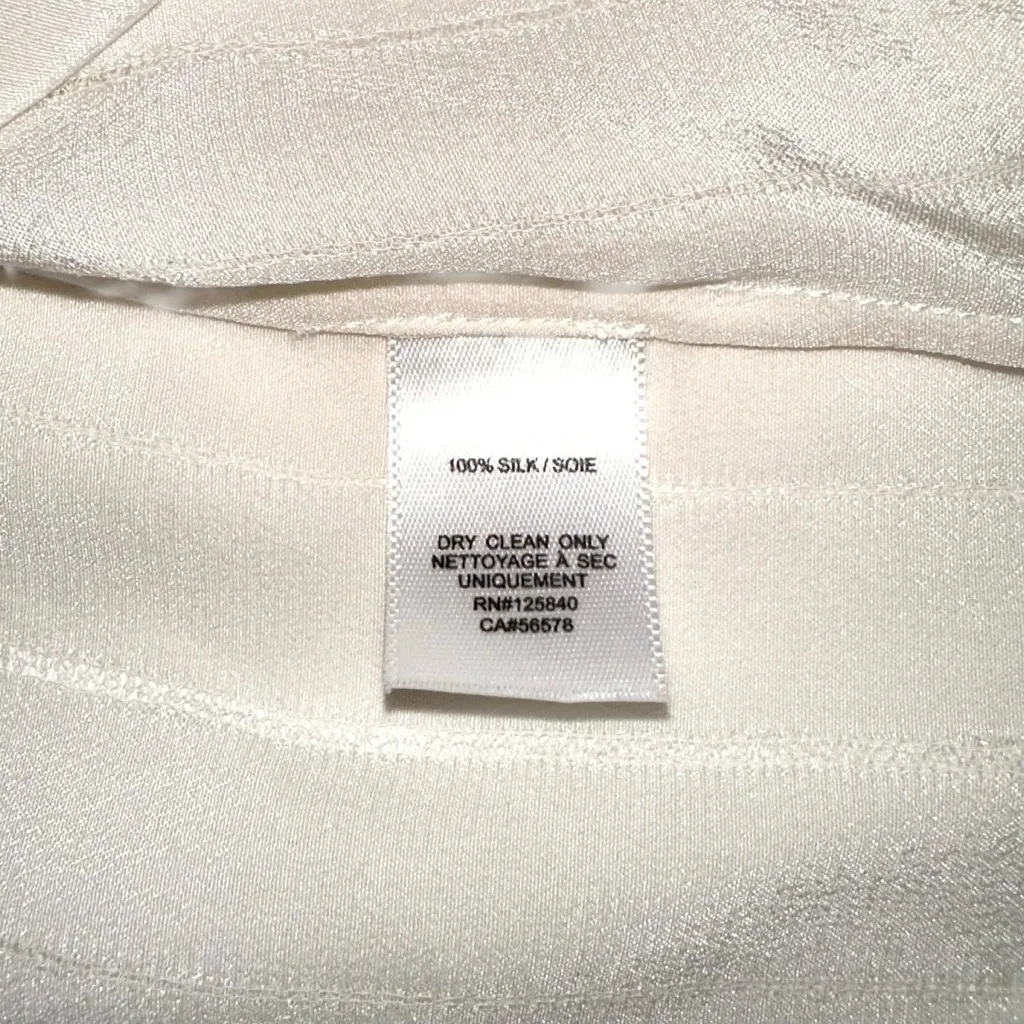 100% SILK / SOIE
DRY CLEAN ONLY
NETTOYAGE À SEC
UNIQUEMENT
RN#125840
CA#56578